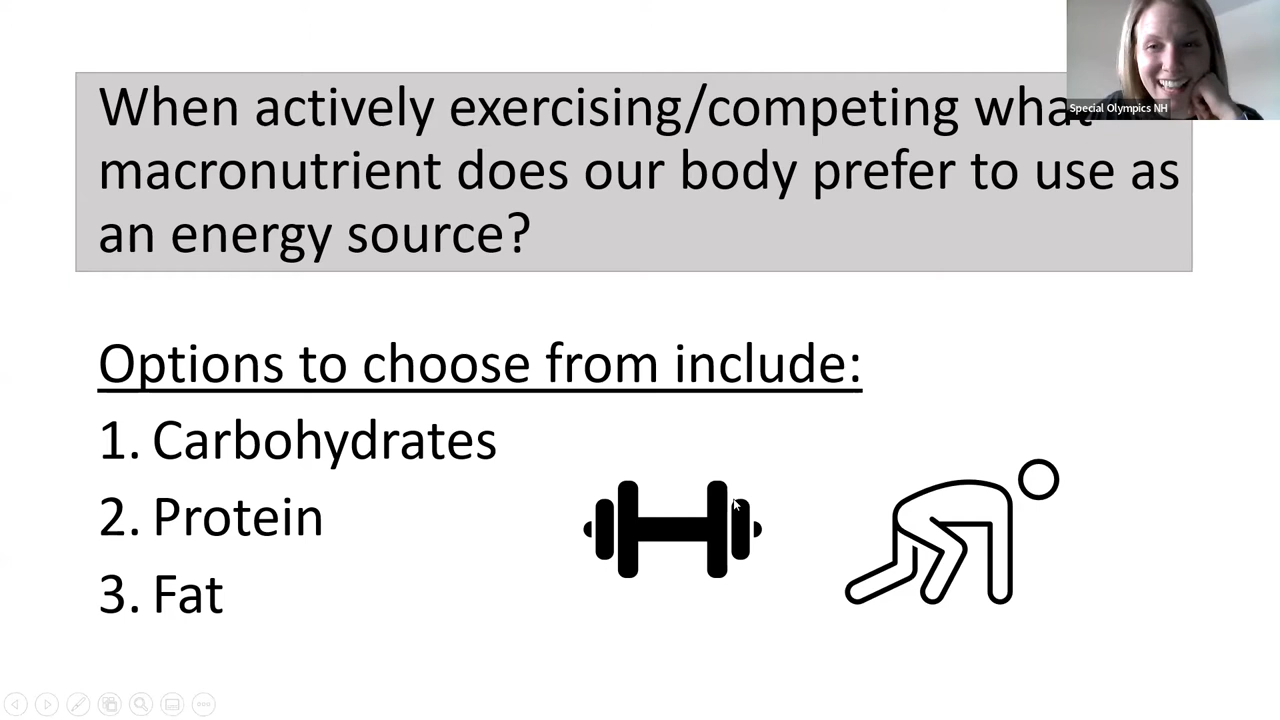 When actively exercising/competing what
macronutrient does our body prefer to use as
an energy source?
Special Olympics NH
Options to choose from include:
1. Carbohydrates
2. Protein
3. Fat